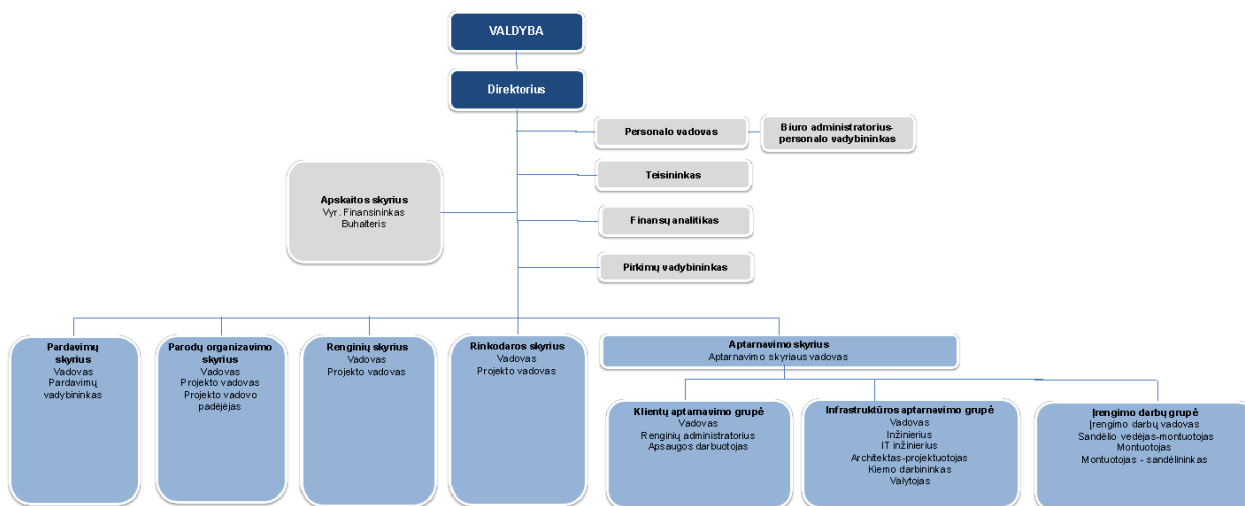 VALDYBA
Direktorius
Personalo vadovas
Biuro administratorius-
personalo vadybininkas
Teisininkas
Apskaitos skyrius
Vyr. Finansininkas
Buhalteris
Finansų analitikas
Pirkimų vadybininkas
Pardavimų
skyrius
Vadovas
Pardavimų
vadybininkas
Parodų organizavimo
skyrius
Vadovas
Projekto vadovas
Projekto vadovo
padėjėjas
Renginių skyrius
Vadovas
Projekto vadovas
Rinkodaros skyrius
Vadovas
Projekto vadovas
Aptarnavimo skyrius
Aptarnavimo skyriaus vadovas
Klientų aptarnavimo grupė
Vadovas
Renginių administratorius
Apsaugos darbuotojas
Infrastruktūros aptarnavimo grupė
Vadovas
Inžinierius
IT inžinierius
Architektas-projektuotojas
Kiemo darbininkas
Valytojas
Įrengimo darbų grupė
Įrengimo darbų vadovas
Sandėlio vedėjas-montuotojas
Montuotojas
Montuotojas - sandėlininkas